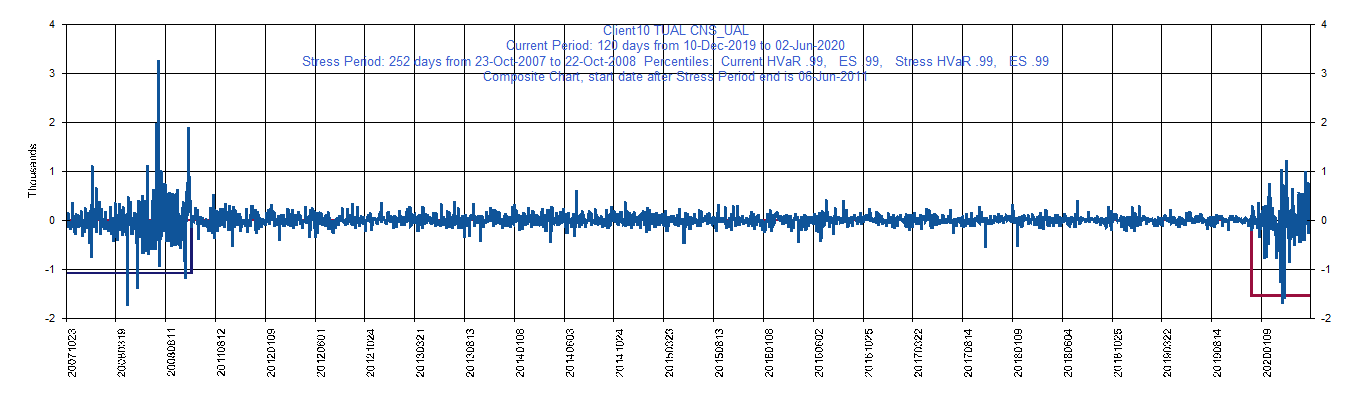 Client10 TUAL CNS_UAL
Current Period: 120 days from 10-Dec-2019 to 02-Jun-2020
Stress Period: 252 days from 23-Oct-2007 to 22-Oct-2008 Percentiles: Current HVaR .99, ES .99, Stress HVaR .99, ES .99
Composite Chart, start date after Stress Period end is 06-Jun-2011
Thousands
4 4
3 3
2 2
1 1
0 0
-1 -1
-2 -2
20071023 20080319 20080811 20110812 20120109 20120601 20121024 20130321 20130813 20140108 20140603 20141024 20150323 20150813 20160108 20160602 20161025 20170322 20170814 20180109 20180604 20181025 20190322 20190814 20200109